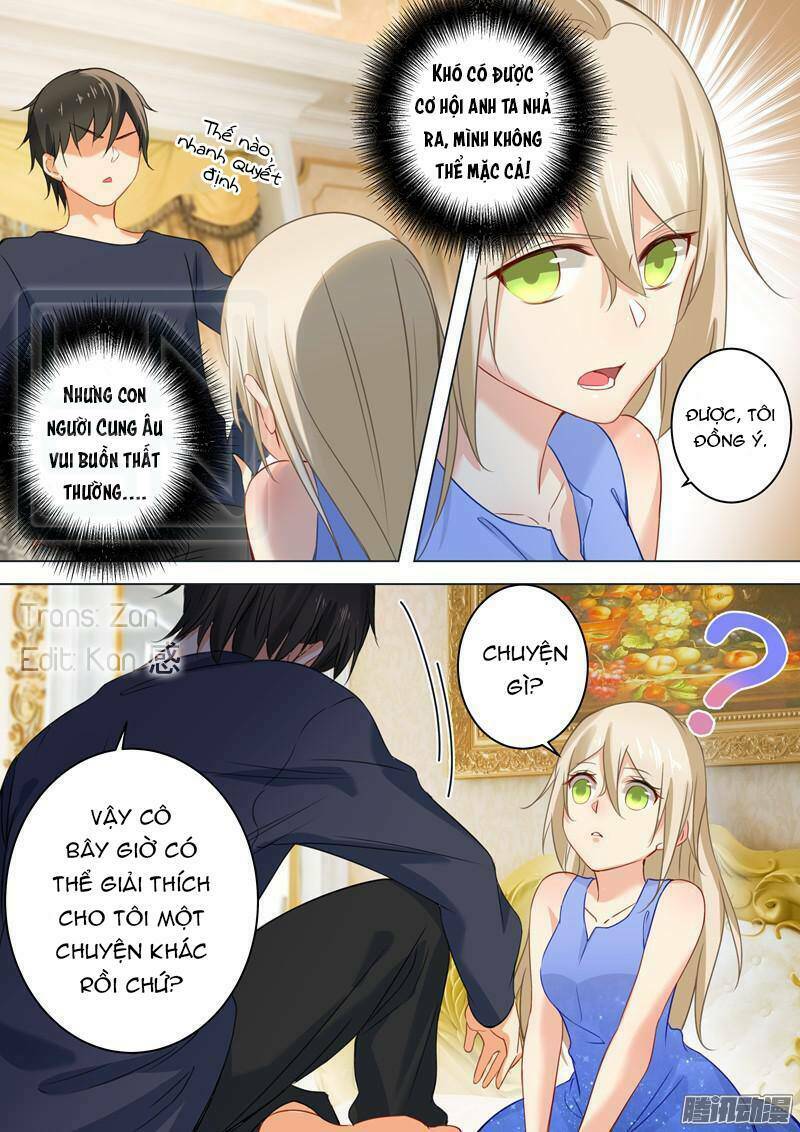 Thế nào,
nhanh quyết
định
NHƯNG CON
NGƯỜI CUNG ÂU
VUI BUỒN THẤT
THƯỜNG....
KHÓ CÓ ĐƯỢC
CƠ HỘI ANH TA NHẢ
RA, MÌNH KHÔNG
THỂ MẶC CẢ!
ĐƯỢC, TÔI
ĐỒNG Ý.
Trans: Zan
Edit: Kan 惑
VẬY CÔ
BÂY GIỜ CÓ
THỂ GIẢI THÍCH
CHO TÔI MỘT
CHUYỆN KHÁC
RỒI CHỨ?
CHUYỆN
GÌ?
?
腾讯动漫